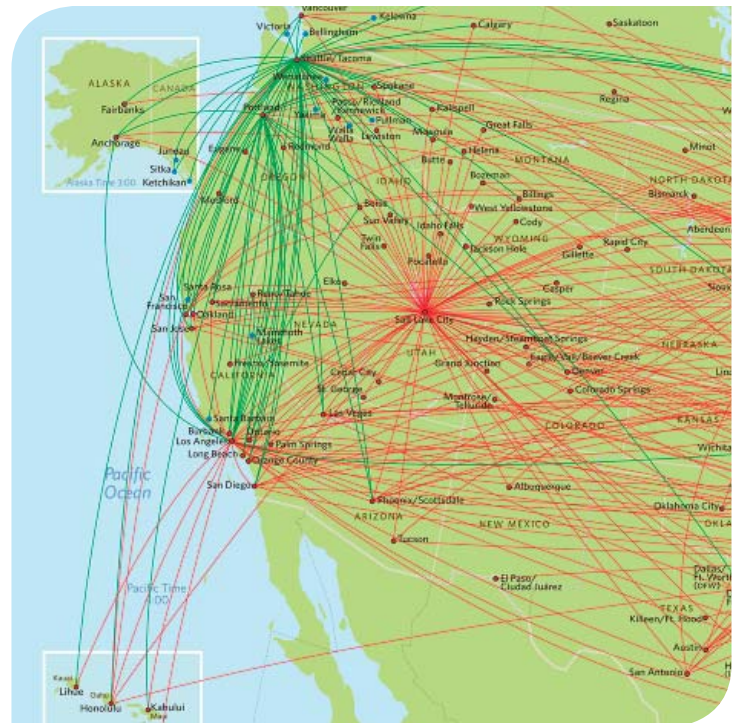 Vancouver
Kelowna
Victoria
Bellingham
Calgary
Saskatoon
Seattle/Tacoma
Wenatchee
WASHINGTON
Spokane
ALASKA
CANADA
Fairbanks
Regina
Portland
Yakima
Pasco/Richland
Kennewick
Pullman
Kalispell
Walla
Walla
Lewiston
Great Falls
Missoula
Anchorage
Juneau
Sitka
Ketchikan
Alaska Time 3:00
Eugene
Redmond
Helena
Butte
MONTANA
Minot
OREGON
IDAHO
Bozeman
NORTH DAKOTA
Bismarck
Medford
Boise
Billings
Sun Valley
West Yellowstone
Idaho Falls
Cody
Aberdeen
Twin
Falls
WYOMING
Jackson Hole
Gillette
Rapid City
Pocatello
SOUTH DAKOTA
Elko
Casper
Santa Rosa
San
Francisco
Oakland
Sacramento
Reno/Tahoe
Rock Springs
San Jose
NEVADA
Salt Lake City
Mammoth
Lakes
Hayden/Steamboat Springs
UTAH
NEBRASKA
Eagle/Vail/Beaver Creek
Fresno/Yosemite
Grand Junction
Denver
CALIFORNIA
Cedar City
St. George
Colorado Springs
Montrose/
Telluride
Las Vegas
COLORADO
KANSAS
Santa Barbara
Burbank
Ontario
Los Angeles
Palm Springs
Long Beach
Orange County
Wichita
Pacific
Ocean
San Diego
Albuquerque
Phoenix/Scottsdale
Oklahoma City
ARIZONA
NEW MEXICO
Tucson
El Paso/
Ciudad Juárez
Dallas/
Ft. Worth
(DFW)
Pacific Time
TEXAS
Killeen/Ft. Hood
Austin
San Antonio
Kauai
Lihue
Oahu
Honolulu
Kahului
Maui